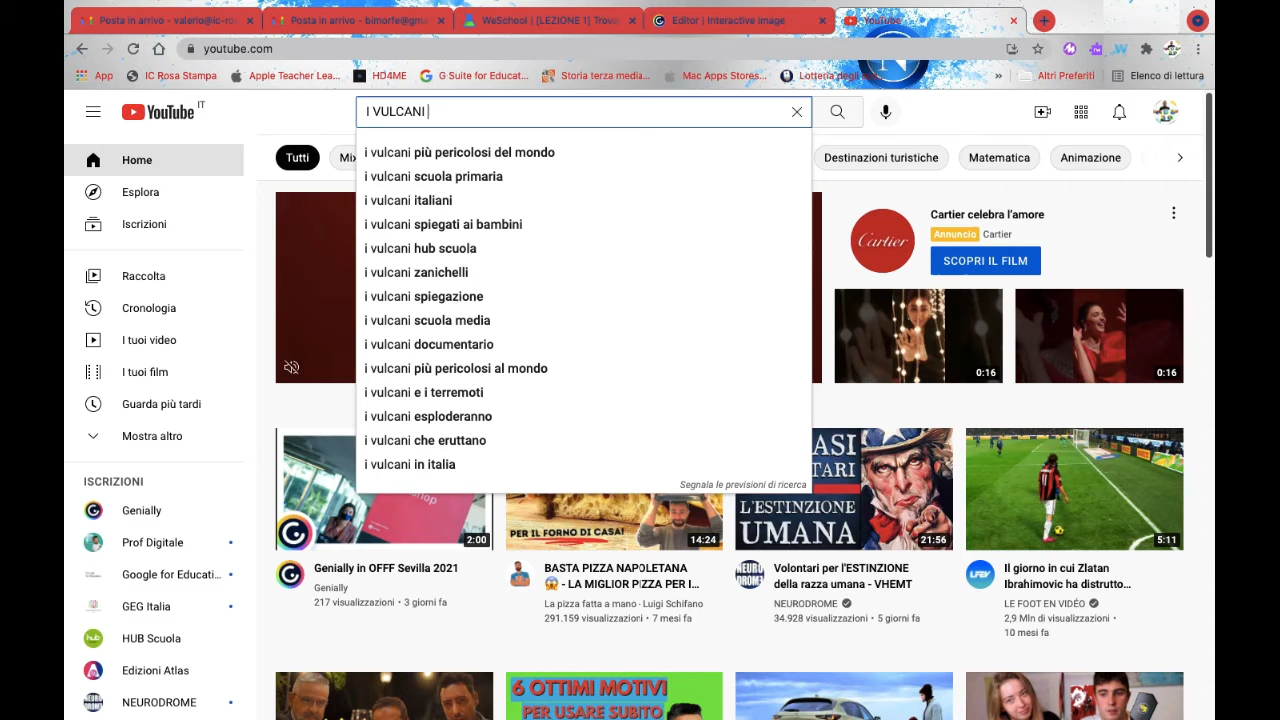 Posta in arrivo - valerio@ic-ro
Posta in arrivo - bimorfe@gma
WeSchool | [LEZIONE 1] Trova
Editor | Interactive image
YouTube
youtube.com
App
IC Rosa Stampa
Apple Teacher Lea...
HD4ME
G Suite for Educat...
Storia terza media...
Mac Apps Stores...
Lotteria degli
»
Altri Preferiti
Elenco di lettura
YouTube IT
I VULCANI
Home
Tutti
Mix
Destinazioni turistiche
Matematica
Animazione
i vulcani più pericolosi del mondo
i vulcani scuola primaria
i vulcani italiani
i vulcani spiegati ai bambini
i vulcani hub scuola
i vulcani zanichelli
i vulcani spiegazione
i vulcani scuola media
i vulcani documentario
i vulcani più pericolosi al mondo
i vulcani e i terremoti
i vulcani esploderanno
i vulcani che eruttano
i vulcani in italia
Segnala le previsioni di ricerca
Esplora
Iscrizioni
Raccolta
Cronologia
I tuoi video
I tuoi film
Guarda più tardi
Mostra altro
ISCRIZIONI
Genially
Prof Digitale
Google for Educati...
GEG Italia
HUB Scuola
Edizioni Atlas
NEURODROME
Cartier
Cartier celebra l'amore
Annuncio Cartier
SCOPRI IL FILM
0:16
0:16
2:00
PER IL FORNO DI CASA!
14:24
L'ESTINZIONE
UMANA
21:56
5:11
Genially in OFFF Sevilla 2021
Genially
217 visualizzazioni • 3 giorni fa
BASTA PIZZA NAPOLETANA
😱 - LA MIGLIOR PIZZA PER I...
La pizza fatta a mano · Luigi Schifano
291.159 visualizzazioni • 7 mesi fa
Volontari per l'ESTINZIONE
della razza umana - VHEMT
NEURODROME
34.928 visualizzazioni • 5 giorni fa
Il giorno in cui Zlatan
Ibrahimovic ha distrutto...
LE FOOT EN VIDÉO
2,9 Mln di visualizzazioni •
10 mesi fa
6 OTTIMI MOTIVI
PER USARE SUBITO